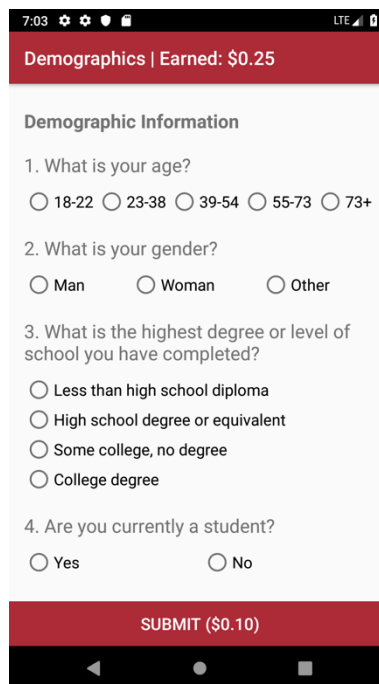 7:03 LTE
Demographics | Earned: $0.25
Demographic Information
1. What is your age?
18-22 23-38 39-54 55-73 73+
2. What is your gender?
Man Woman Other
3. What is the highest degree or level of
school you have completed?
Less than high school diploma
High school degree or equivalent
Some college, no degree
College degree
4. Are you currently a student?
Yes No
SUBMIT ($0.10)